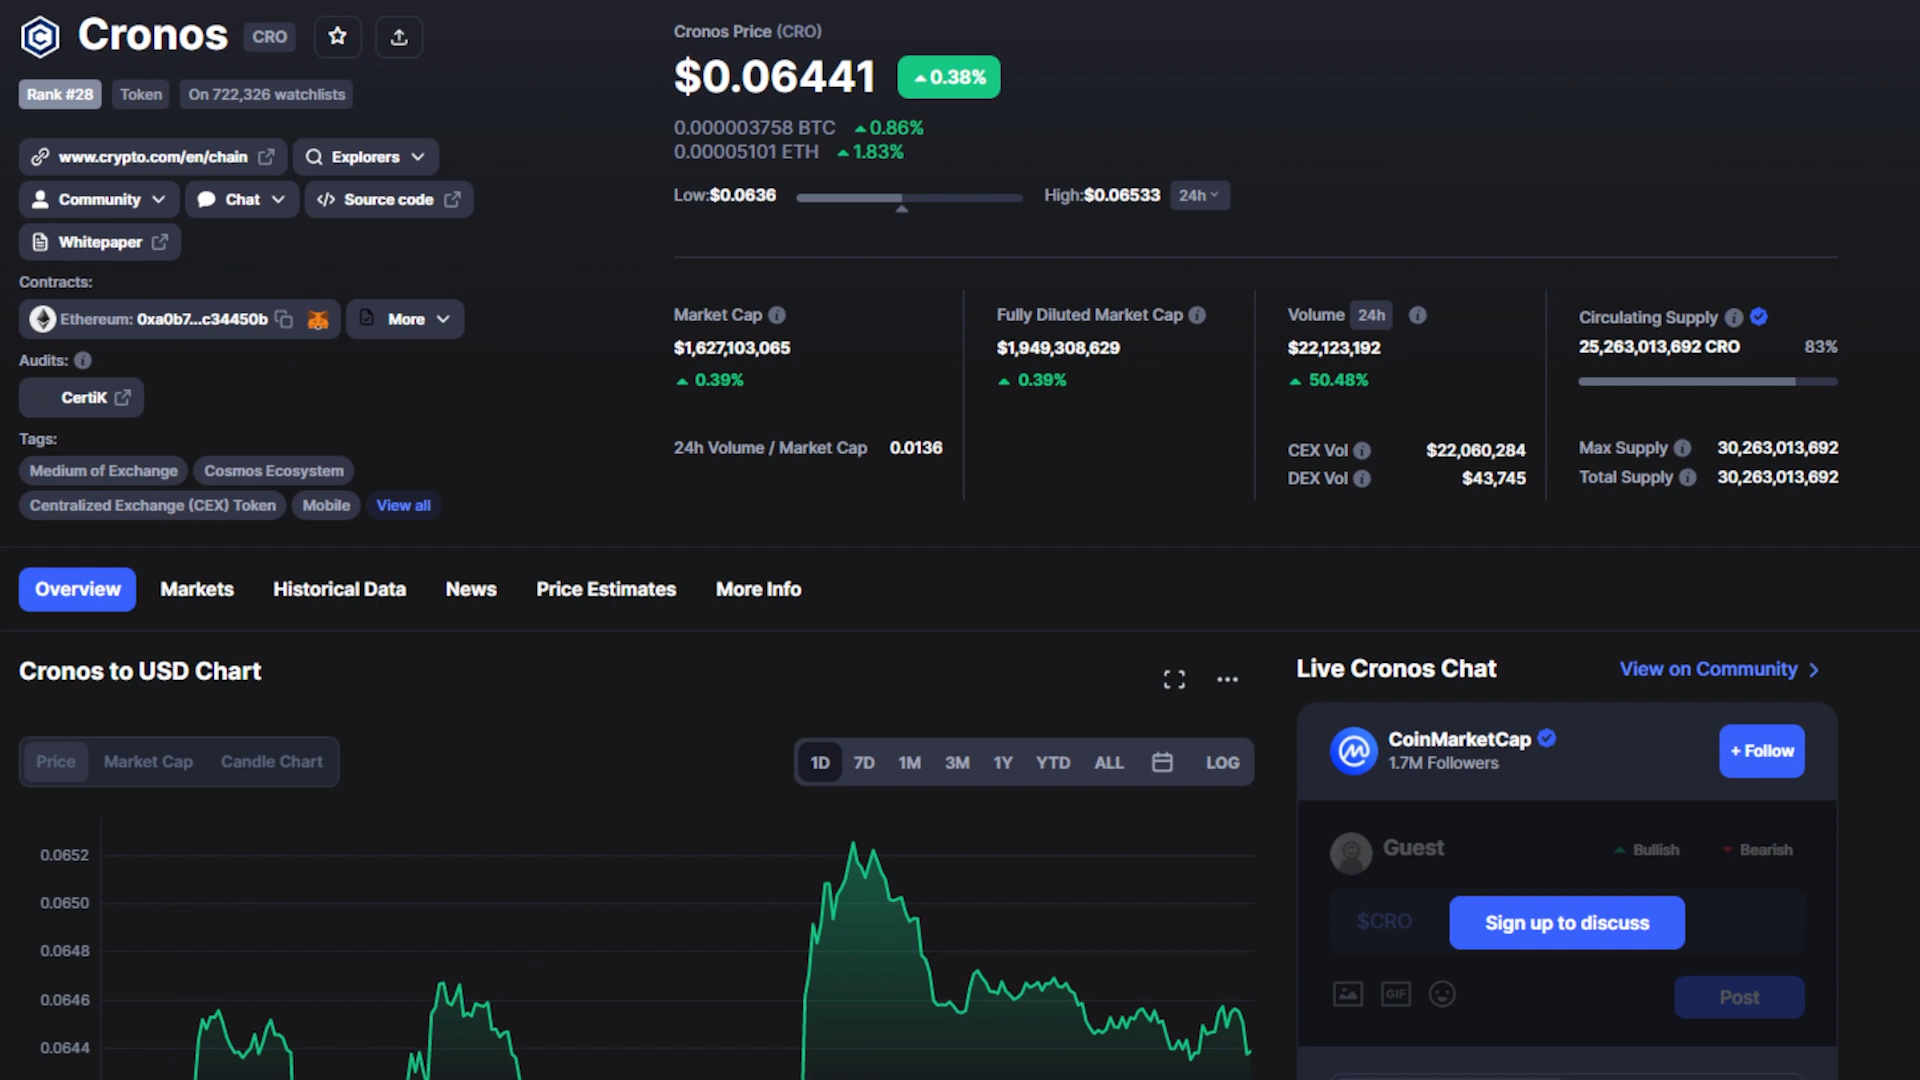 Cronos CRO
Rank #28 Token On 722,326 watchlists
www.crypto.com/en/chain Explorers
Community Chat Source code
Whitepaper
Contracts:
Ethereum: 0xa0b7...c34450b More
Audits:
CertiK
Tags:
Medium of Exchange Cosmos Ecosystem
Centralized Exchange (CEX) Token Mobile View all
Cronos Price (CRO)
$0.06441 0.38%
0.000003758 BTC 0.86%
0.00005101 ETH 1.83%
Low:$0.0636 High:$0.06533 24h
Market Cap
$1,627,103,065
0.39%
24h Volume / Market Cap 0.0136
Fully Diluted Market Cap
$1,949,308,629
0.39%
Volume 24h
$22,123,192
50.48%
CEX Vol $22,060,284
DEX Vol $43,745
Circulating Supply
25,263,013,692 CRO 83%
Max Supply 30,263,013,692
Total Supply 30,263,013,692
Overview Markets Historical Data News Price Estimates More Info
Cronos to USD Chart
Price Market Cap Candle Chart
1D 7D 1M 3M 1Y YTD ALL LOG
0.0652
0.0650
0.0648
0.0646
0.0644
Live Cronos Chat View on Community
CoinMarketCap
1.7M Followers
+ Follow
Guest Bullish Bearish
$CRO Sign up to discuss
GIF Post